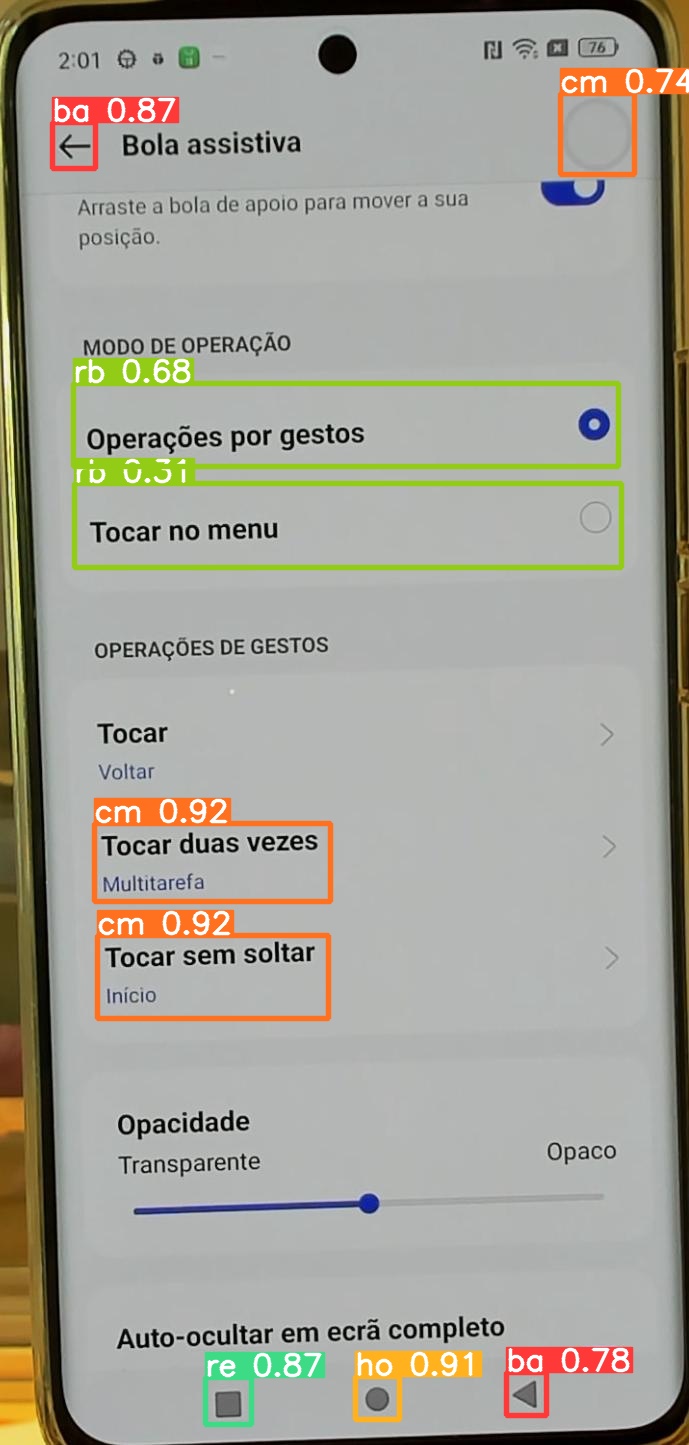 2:01
76
cm 0.74
ba 0.87
Bola assistiva
Arraste a bola de apoio para mover a sua
posição.
MODO DE OPERAÇÃO
rb 0.68
Operações por gestos
rb 0.31
Tocar no menu
OPERAÇÕES DE GESTOS
Tocar
Voltar
cm 0.92
Tocar duas vezes
Multitarefa
cm 0.92
Tocar sem soltar
Início
Opacidade
Transparente
Opaco
Auto-ocultar em ecrã completo
re 0.87
ho 0.91
ba 0.78